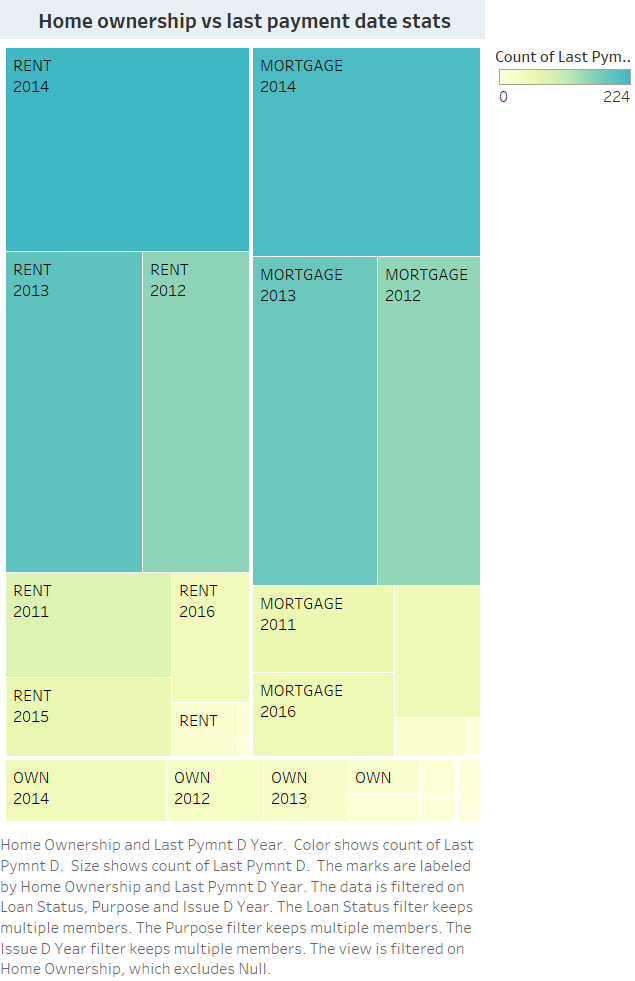 Home ownership vs last payment date stats
Count of Last Pym..
0
224
RENT
2014
MORTGAGE
2014
RENT
2013
RENT
2012
MORTGAGE
2013
MORTGAGE
2012
RENT
2011
RENT
2016
MORTGAGE
2011
RENT
2015
RENT
MORTGAGE
2016
OWN
2014
OWN
2012
OWN
2013
OWN
Home Ownership and Last Pymnt D Year. Color shows count of Last
Pymnt D. Size shows count of Last Pymnt D. The marks are labeled
by Home Ownership and Last Pymnt D Year. The data is filtered on
Loan Status, Purpose and Issue D Year. The Loan Status filter keeps
multiple members. The Purpose filter keeps multiple members. The
Issue D Year filter keeps multiple members. The view is filtered on
Home Ownership, which excludes Null.